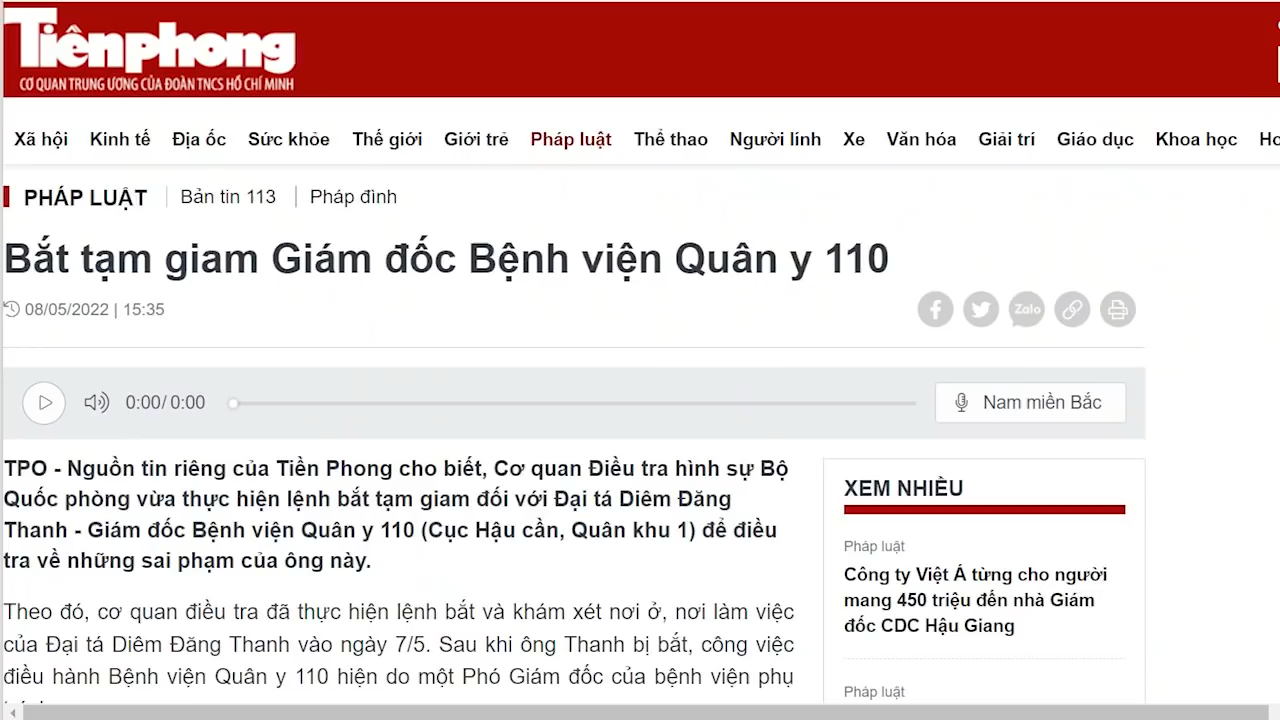 Tiền phong
CƠ QUAN TRUNG ƯƠNG CỦA ĐOÀN TNCS HỒ CHÍ MINH
Xã hội Kinh tế Địa ốc Sức khỏe Thế giới Giới trẻ Pháp luật Thể thao Người lính Xe Văn hóa Giải trí Giáo dục Khoa học
PHÁP LUẬT Bản tin 113 Pháp đình
Bắt tạm giam Giám đốc Bệnh viện Quân y 110
08/05/2022 | 15:35
Zalo
0:00/ 0:00
Nam miền Bắc
TPO - Nguồn tin riêng của Tiền Phong cho biết, Cơ quan Điều tra hình sự Bộ
Quốc phòng vừa thực hiện lệnh bắt tạm giam đối với Đại tá Diêm Đăng
Thanh - Giám đốc Bệnh viện Quân y 110 (Cục Hậu cần, Quân khu 1) để điều
tra về những sai phạm của ông này.
Theo đó, cơ quan điều tra đã thực hiện lệnh bắt và khám xét nơi ở, nơi làm việc
của Đại tá Diêm Đăng Thanh vào ngày 7/5. Sau khi ông Thanh bị bắt, công việc
điều hành Bệnh viện Quân y 110 hiện do một Phó Giám đốc của bệnh viện phụ
XEM NHIỀU
Pháp luật
Công ty Việt Á từng cho người
mang 450 triệu đến nhà Giám
đốc CDC Hậu Giang
Pháp luật